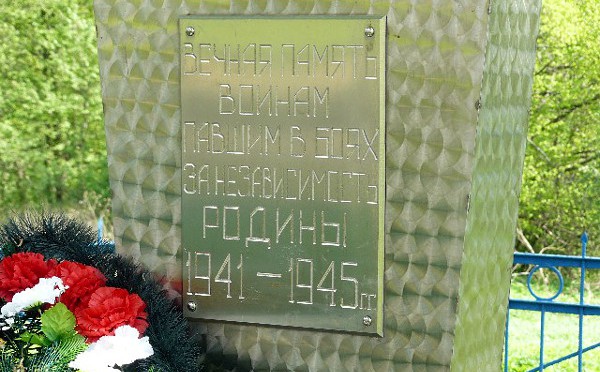 ВЕЧНАЯ ПАМЯТЬ
ВОИНАМ
ПАВШИМ В БОЯХ
ЗА НЕЗАВИСИМОСТЬ
РОДИНЫ
1941 – 1945 гг